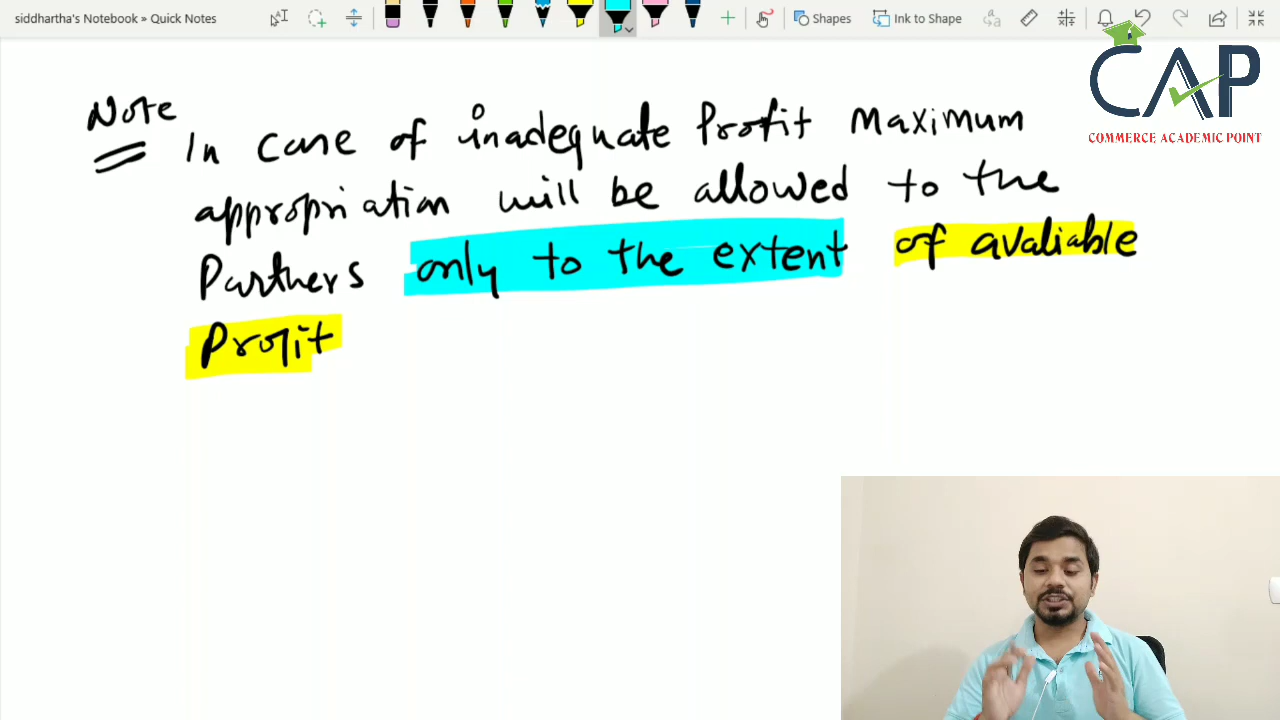 siddhartha's Notebook » Quick Notes
Shapes
Ink to Shape
CAP
COMMERCE ACADEMIC POINT
Note
In case of inadequate Profit Maximum
appropriation will be allowed to the
Partners only to the extent of avaliable
Profit